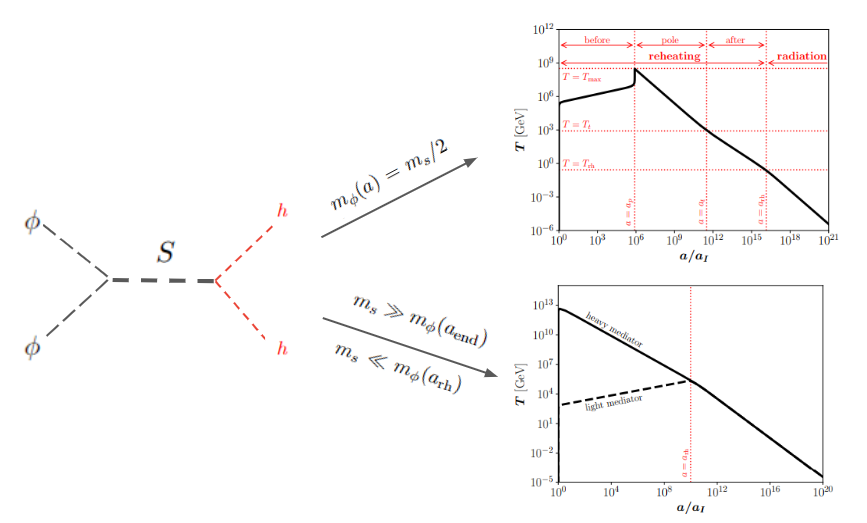 ϕ
ϕ
S
h
h
m_ϕ(a) = m_s/2
m_s ≫ m_ϕ(a_end)
m_s ≪ m_ϕ(a_rh)
10^12
10^9
10^6
10^3
10^0
10^−3
10^−6
T [GeV]
before
pole
after
reheating
radiation
T = T_max
T = T_t
T = T_rh
a = a_p
a = a_t
a = a_rh
10^0 10^3 10^6 10^9 10^12 10^15 10^18 10^21
a/a_I
10^13
10^10
10^7
10^4
10^1
10^−2
10^−5
T [GeV]
heavy mediator
light mediator
a = a_rh
10^0 10^4 10^8 10^12 10^16 10^20
a/a_I